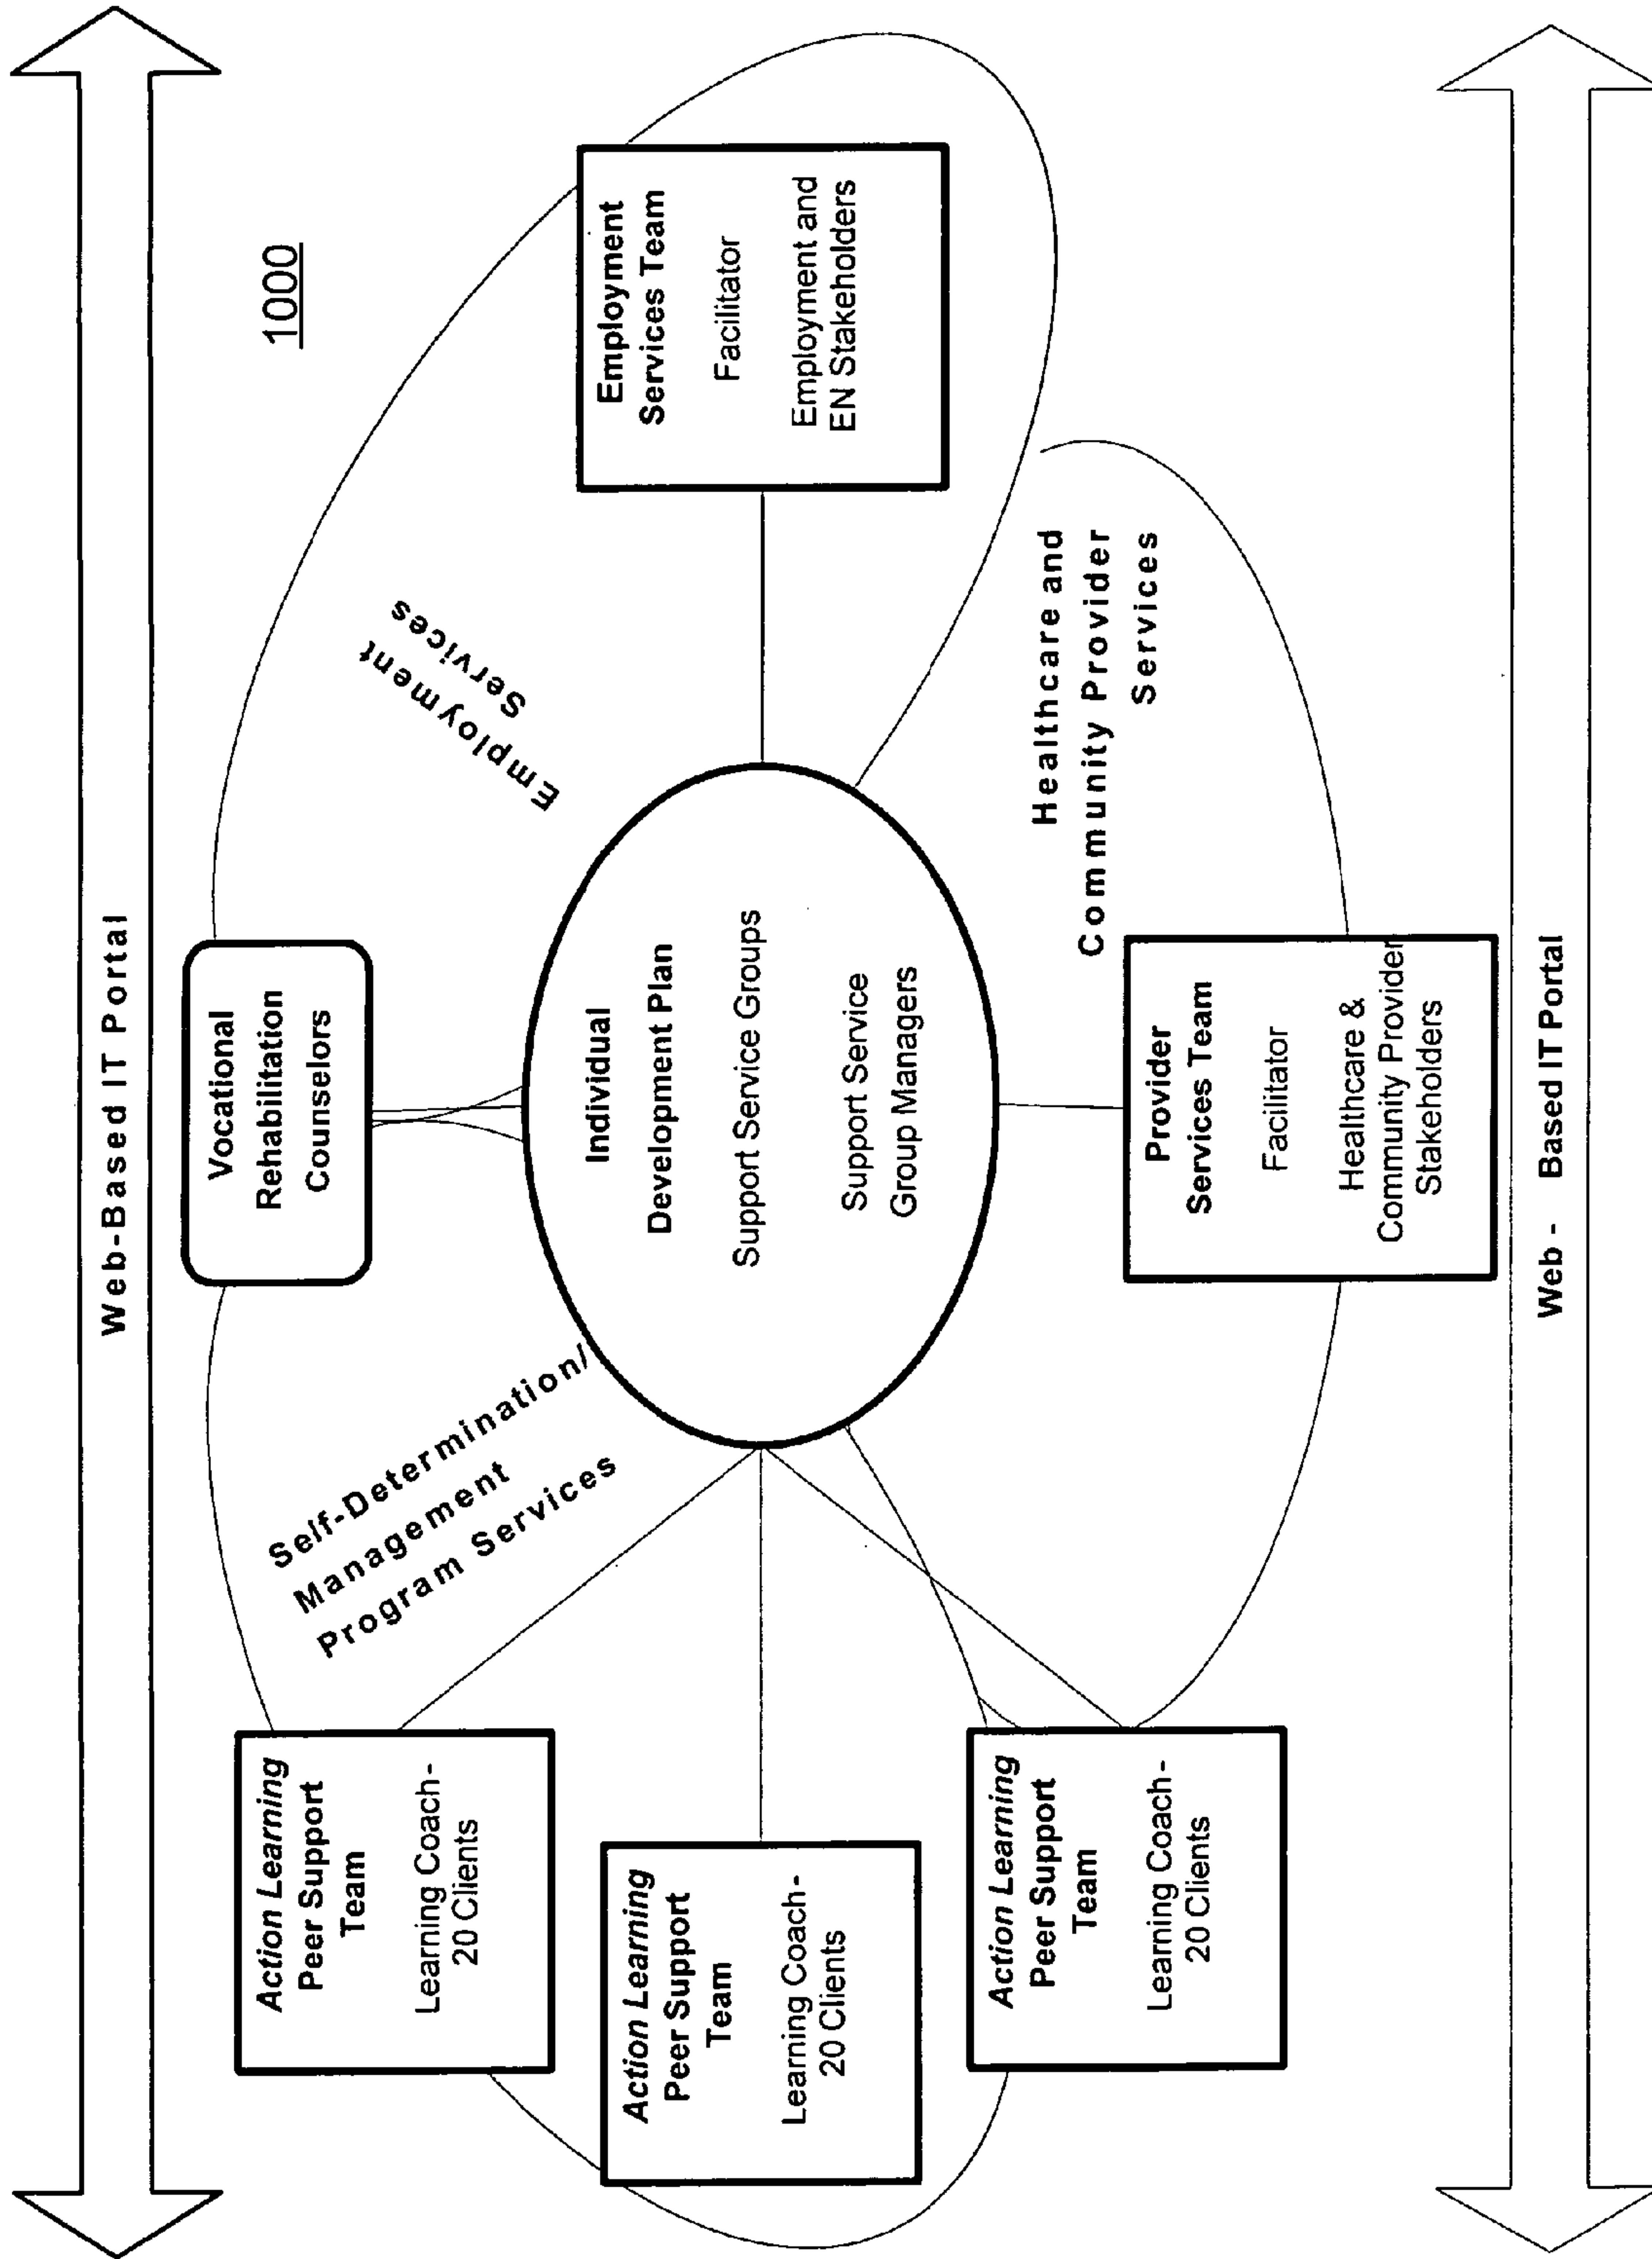 Web-Based IT Portal
1000
Vocational
Rehabilitation
Counselors
Self-Determination/
Management
Program Services
Employment
Services
Action Learning
Peer Support
Team
Learning Coach-
20 Clients
Action Learning
Peer Support
Team
Learning Coach-
20 Clients
Action Learning
Peer Support
Team
Learning Coach-
20 Clients
Individual
Development Plan
Support Service Groups
Support Service
Group Managers
Employment
Services Team
Facilitator
Employment and
EN Stakeholders
Healthcare and
Community Provider
Services
Provider
Services Team
Facilitator
Healthcare &
Community Provider
Stakeholders
Web - Based IT Portal